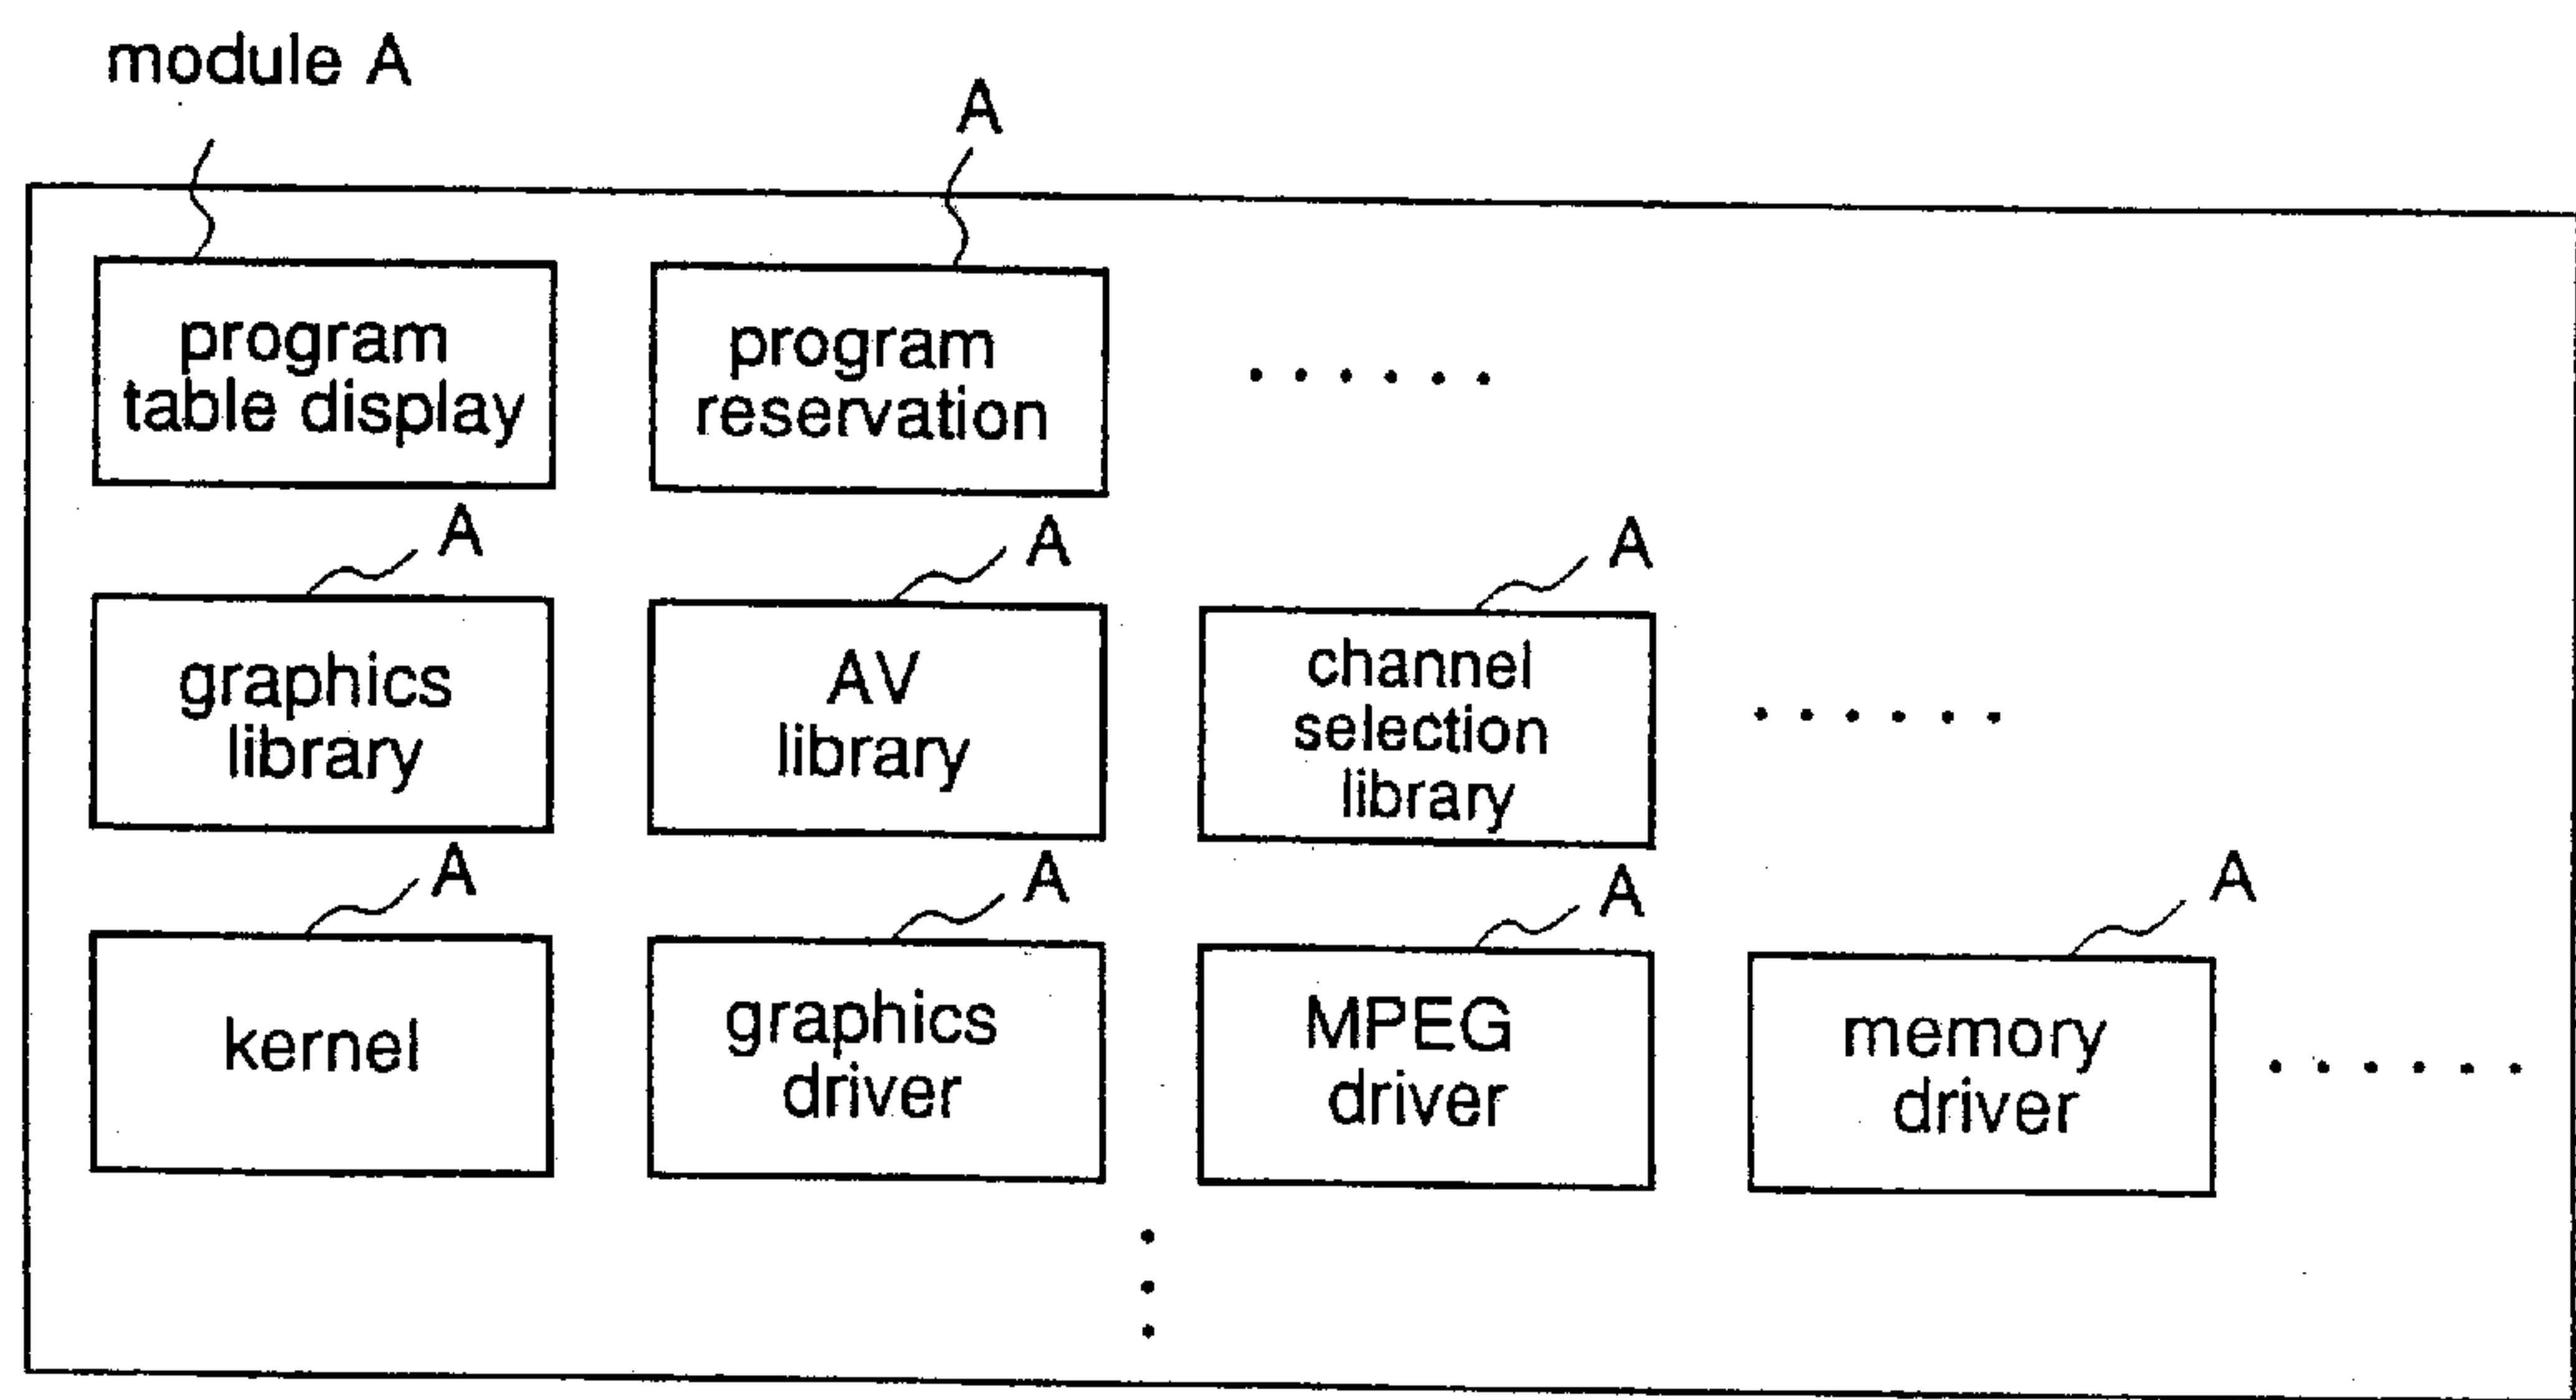 module A
A
program
table display
program
reservation
. . . . . .
A
A
A
graphics
library
AV
library
channel
selection
library
. . . . . .
A
A
A
A
kernel
graphics
driver
MPEG
driver
memory
driver
. . . . . .